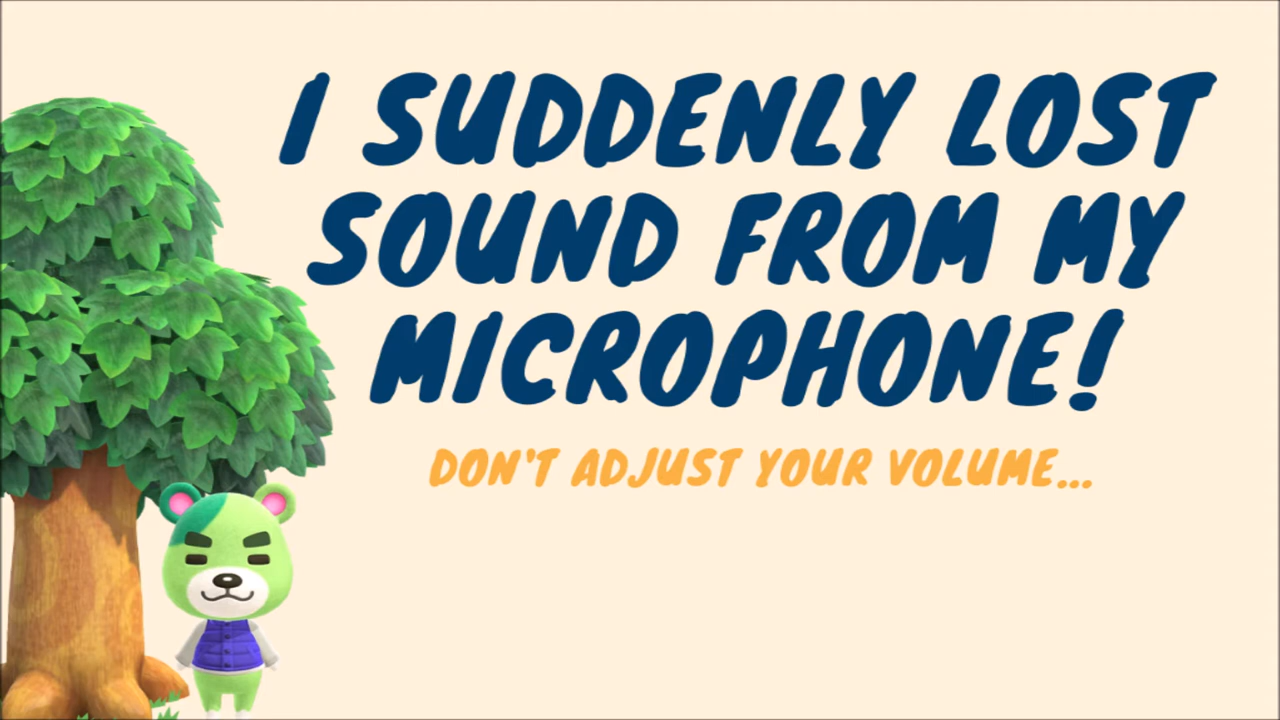 I SUDDENLY LOST
SOUND FROM MY
MICROPHONE!
DON'T ADJUST YOUR VOLUME...